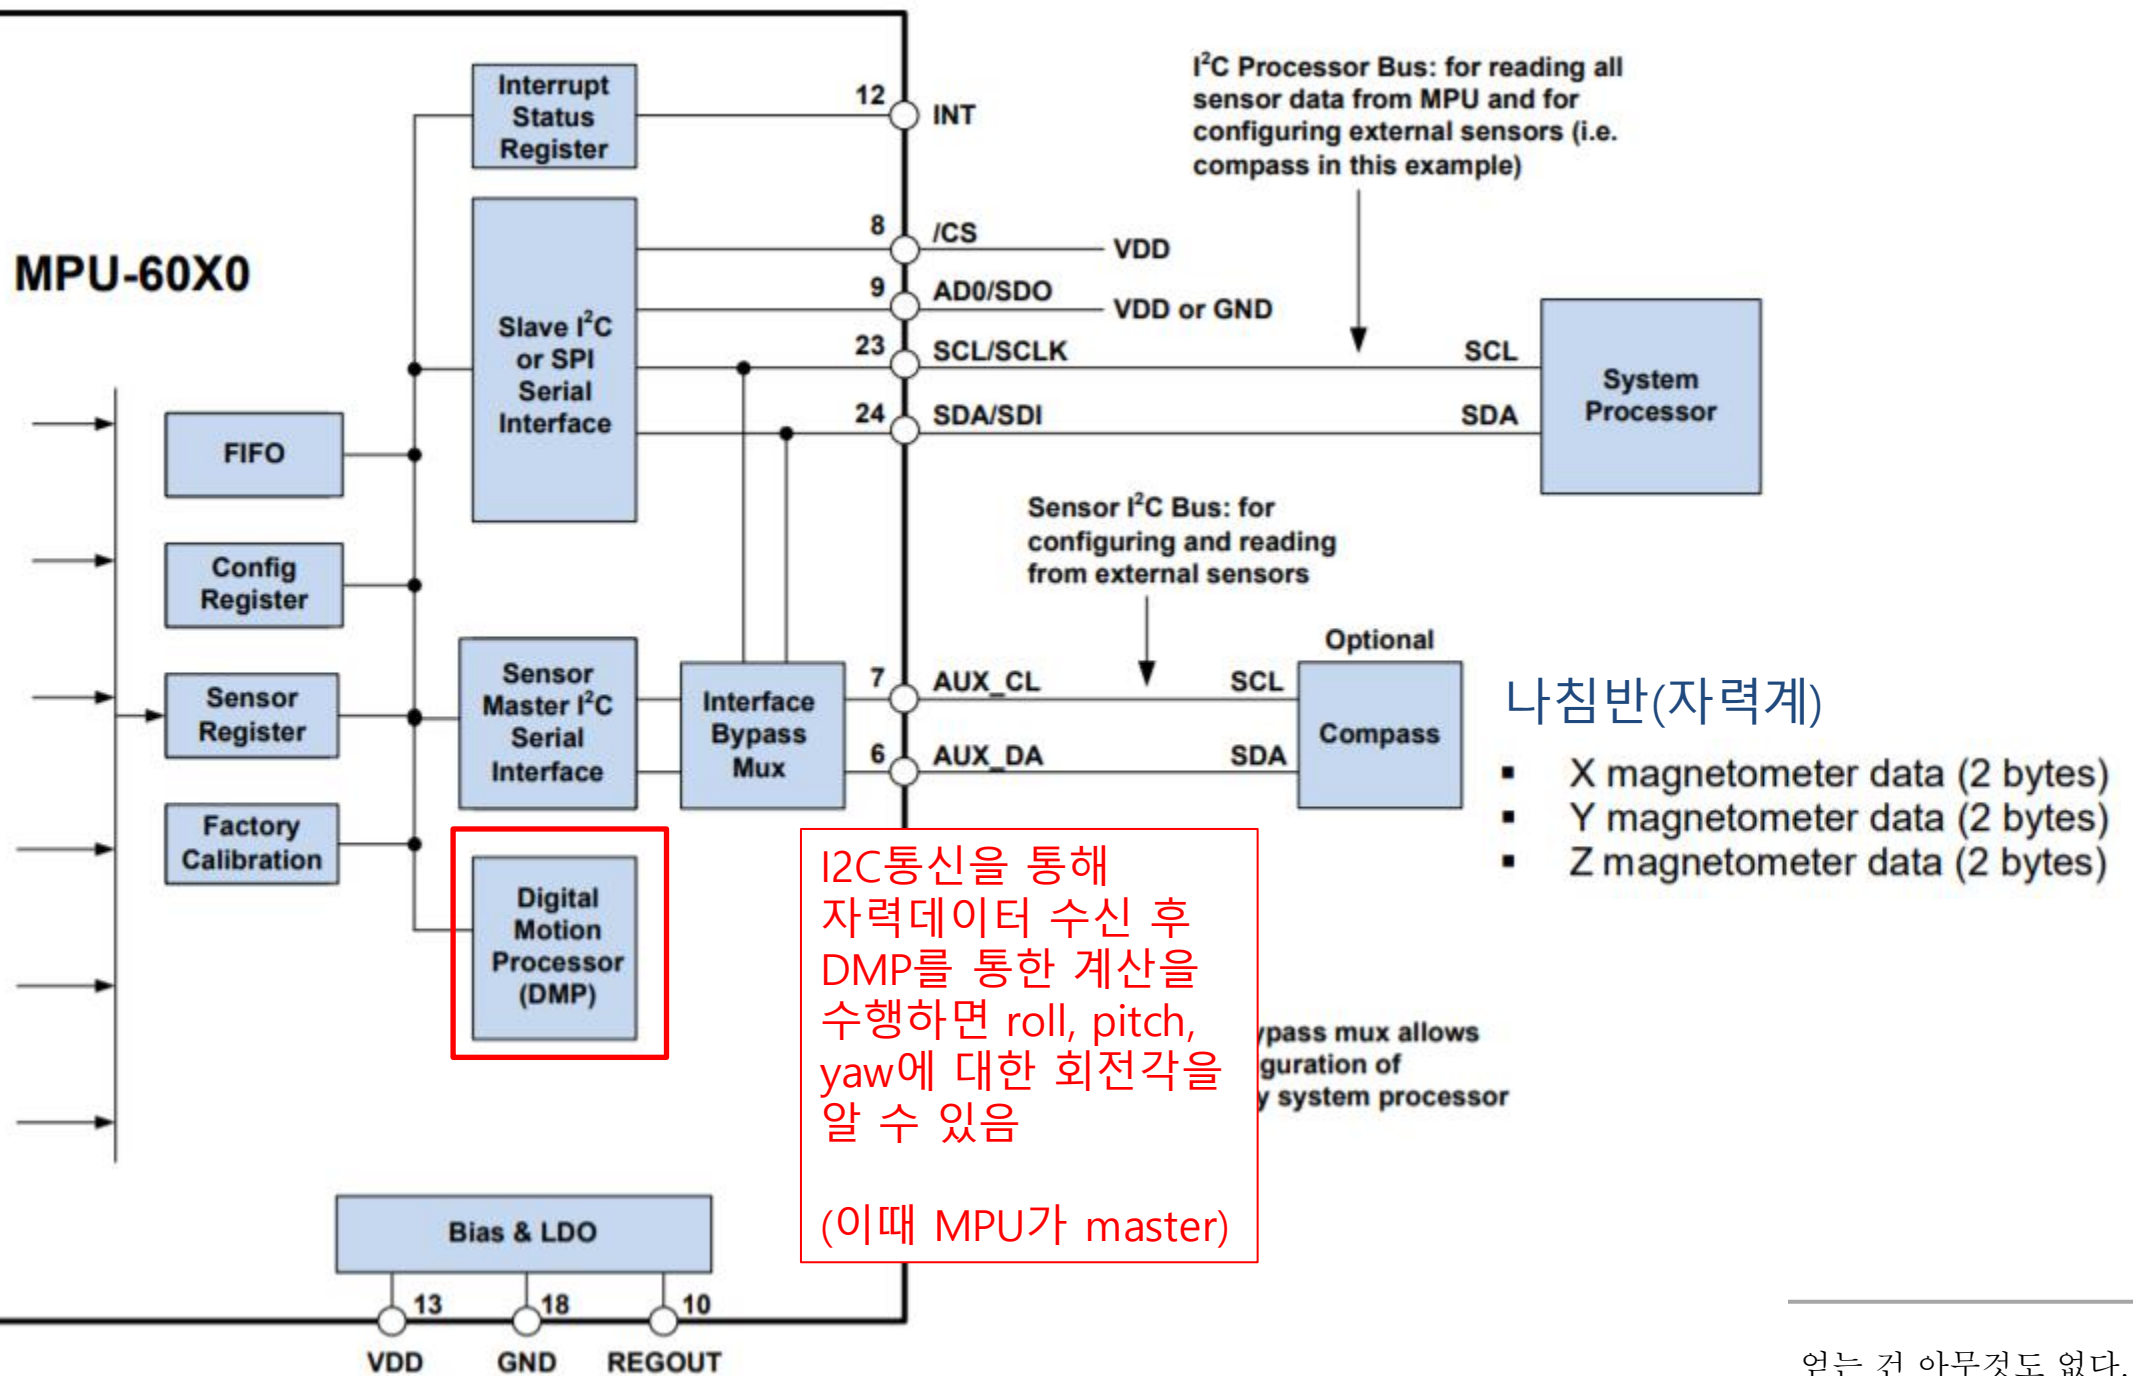 MPU-60X0
Interrupt
Status
Register
12
INT
I²C Processor Bus: for reading all
sensor data from MPU and for
configuring external sensors (i.e.
compass in this example)
Slave I²C
or SPI
Serial
Interface
8
/CS
VDD
9
AD0/SDO
VDD or GND
23
SCL/SCLK
SCL
24
SDA/SDI
SDA
System
Processor
FIFO
Config
Register
Sensor
Register
Factory
Calibration
Sensor I²C Bus: for
configuring and reading
from external sensors
Sensor
Master I²C
Serial
Interface
Interface
Bypass
Mux
7
AUX_CL
SCL
6
AUX_DA
SDA
Optional
Compass
나침반(자력계)
▪ X magnetometer data (2 bytes)
▪ Y magnetometer data (2 bytes)
▪ Z magnetometer data (2 bytes)
Digital
Motion
Processor
(DMP)
I2C통신을 통해
자력데이터 수신 후
DMP를 통한 계산을
수행하면 roll, pitch,
yaw에 대한 회전각을
알 수 있음
(이때 MPU가 master)
ypass mux allows
guration of
y system processor
Bias & LDO
13
18
10
VDD
GND
REGOUT
얻는 건 아무것도 없다.